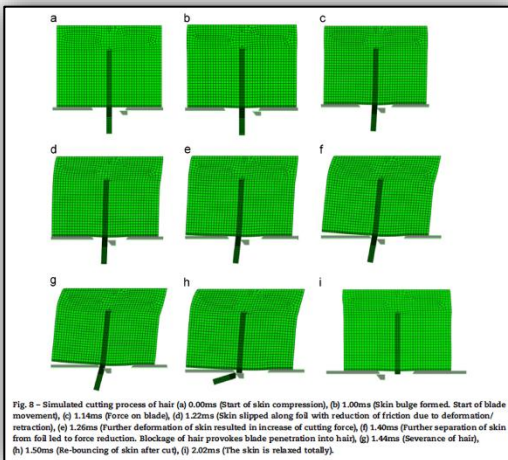 a
b
c
d
e
f
g
h
i
Fig. 8 – Simulated cutting process of hair (a) 0.00ms (Start of skin compression), (b) 1.00ms (Skin bulge formed. Start of blade
movement), (c) 1.14ms (Force on blade), (d) 1.22ms (Skin slipped along foil with reduction of friction due to deformation/
retraction), (e) 1.26ms (Further deformation of skin resulted in increase of cutting force), (f) 1.40ms (Further separation of skin
from foil led to force reduction. Blockage of hair provokes blade penetration into hair), (g) 1.44ms (Severance of hair),
(h) 1.50ms (Re-bouncing of skin after cut), (i) 2.02ms (The skin is relaxed totally).